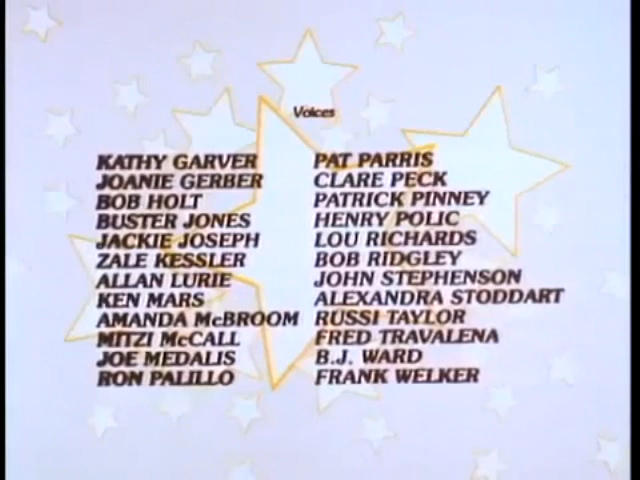 Voices
KATHY GARVER
JOANIE GERBER
BOB HOLT
BUSTER JONES
JACKIE JOSEPH
ZALE KESSLER
ALLAN LURIE
KEN MARS
AMANDA McBROOM
MITZI McCALL
JOE MEDALIS
RON PALILLO
PAT PARRIS
CLARE PECK
PATRICK PINNEY
HENRY POLIC
LOU RICHARDS
BOB RIDGLEY
JOHN STEPHENSON
ALEXANDRA STODDART
RUSSI TAYLOR
FRED TRAVALENA
B.J. WARD
FRANK WELKER